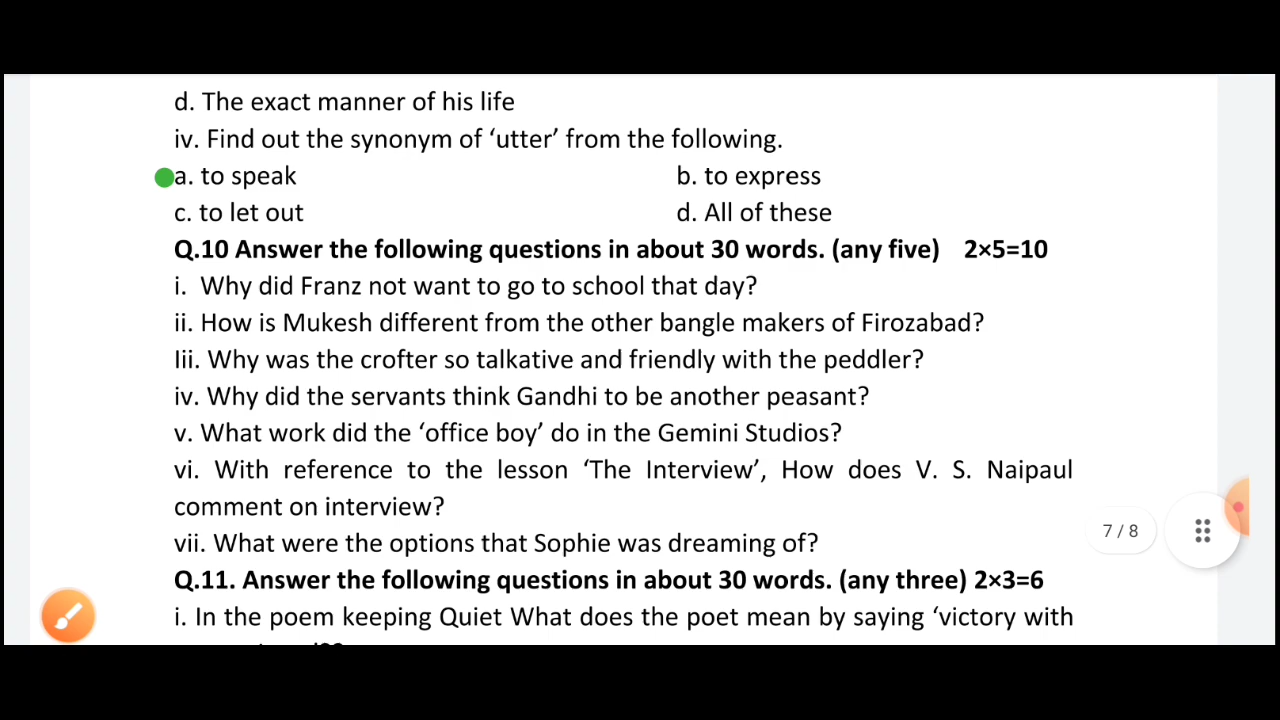 d. The exact manner of his life
iv. Find out the synonym of ‘utter’ from the following.
a. to speak b. to express
c. to let out d. All of these
Q.10 Answer the following questions in about 30 words. (any five) 2×5=10
i. Why did Franz not want to go to school that day?
ii. How is Mukesh different from the other bangle makers of Firozabad?
Iii. Why was the crofter so talkative and friendly with the peddler?
iv. Why did the servants think Gandhi to be another peasant?
v. What work did the ‘office boy’ do in the Gemini Studios?
vi. With reference to the lesson ‘The Interview’, How does V. S. Naipaul
comment on interview?
7 / 8
vii. What were the options that Sophie was dreaming of?
Q.11. Answer the following questions in about 30 words. (any three) 2×3=6
i. In the poem keeping Quiet What does the poet mean by saying ‘victory with